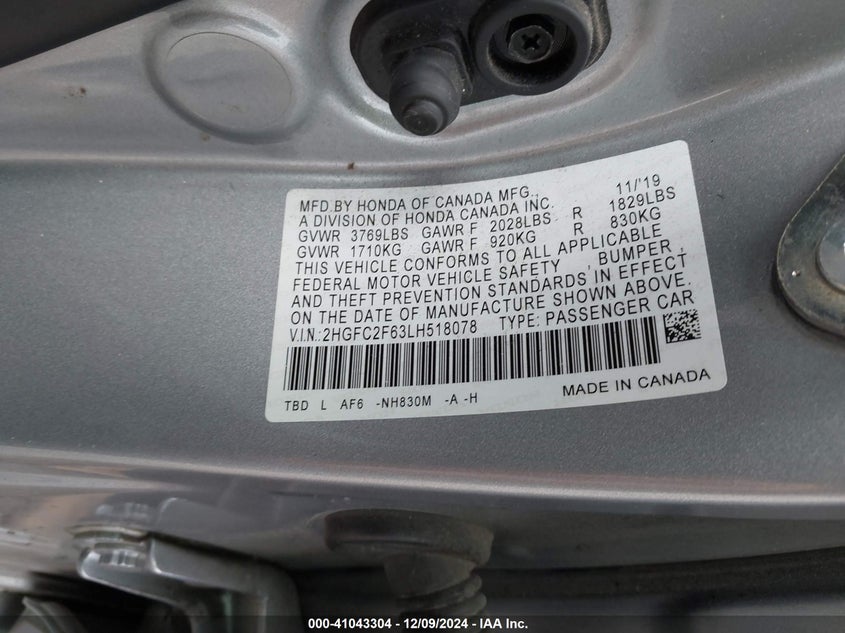 MFD.BY HONDA OF CANADA MFG., 11/'19
A DIVISION OF HONDA CANADA INC.
GVWR 3769LBS GAWR F 2028LBS R 1829LBS
GVWR 1710KG GAWR F 920KG R 830KG
THIS VEHICLE CONFORMS TO ALL APPLICABLE
FEDERAL MOTOR VEHICLE SAFETY , BUMPER ,
AND THEFT PREVENTION STANDARDS IN EFFECT
ON THE DATE OF MANUFACTURE SHOWN ABOVE.
V.I.N.:2HGFC2F63LH518078 TYPE: PASSENGER CAR
TBD L AF6 -NH830M -A -H MADE IN CANADA
000-41043304 - 12/09/2024 - IAA Inc.